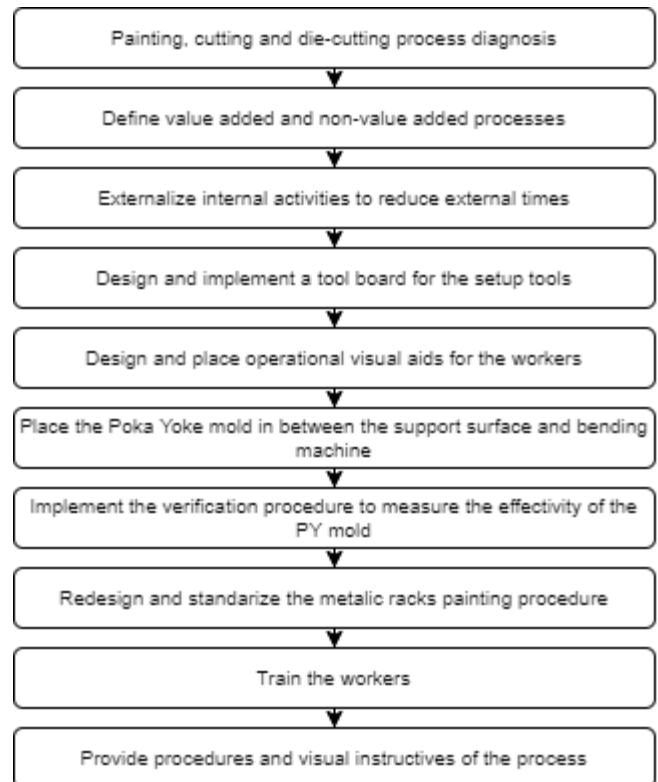 Painting, cutting and die-cutting process diagnosis
Define value added and non-value added processes
Externalize internal activities to reduce external times
Design and implement a tool board for the setup tools
Design and place operational visual aids for the workers
Place the Poka Yoke mold in between the support surface and bending
machine
Implement the verification procedure to measure the effectivity of the
PY mold
Redesign and standarize the metalic racks painting procedure
Train the workers
Provide procedures and visual instructives of the process